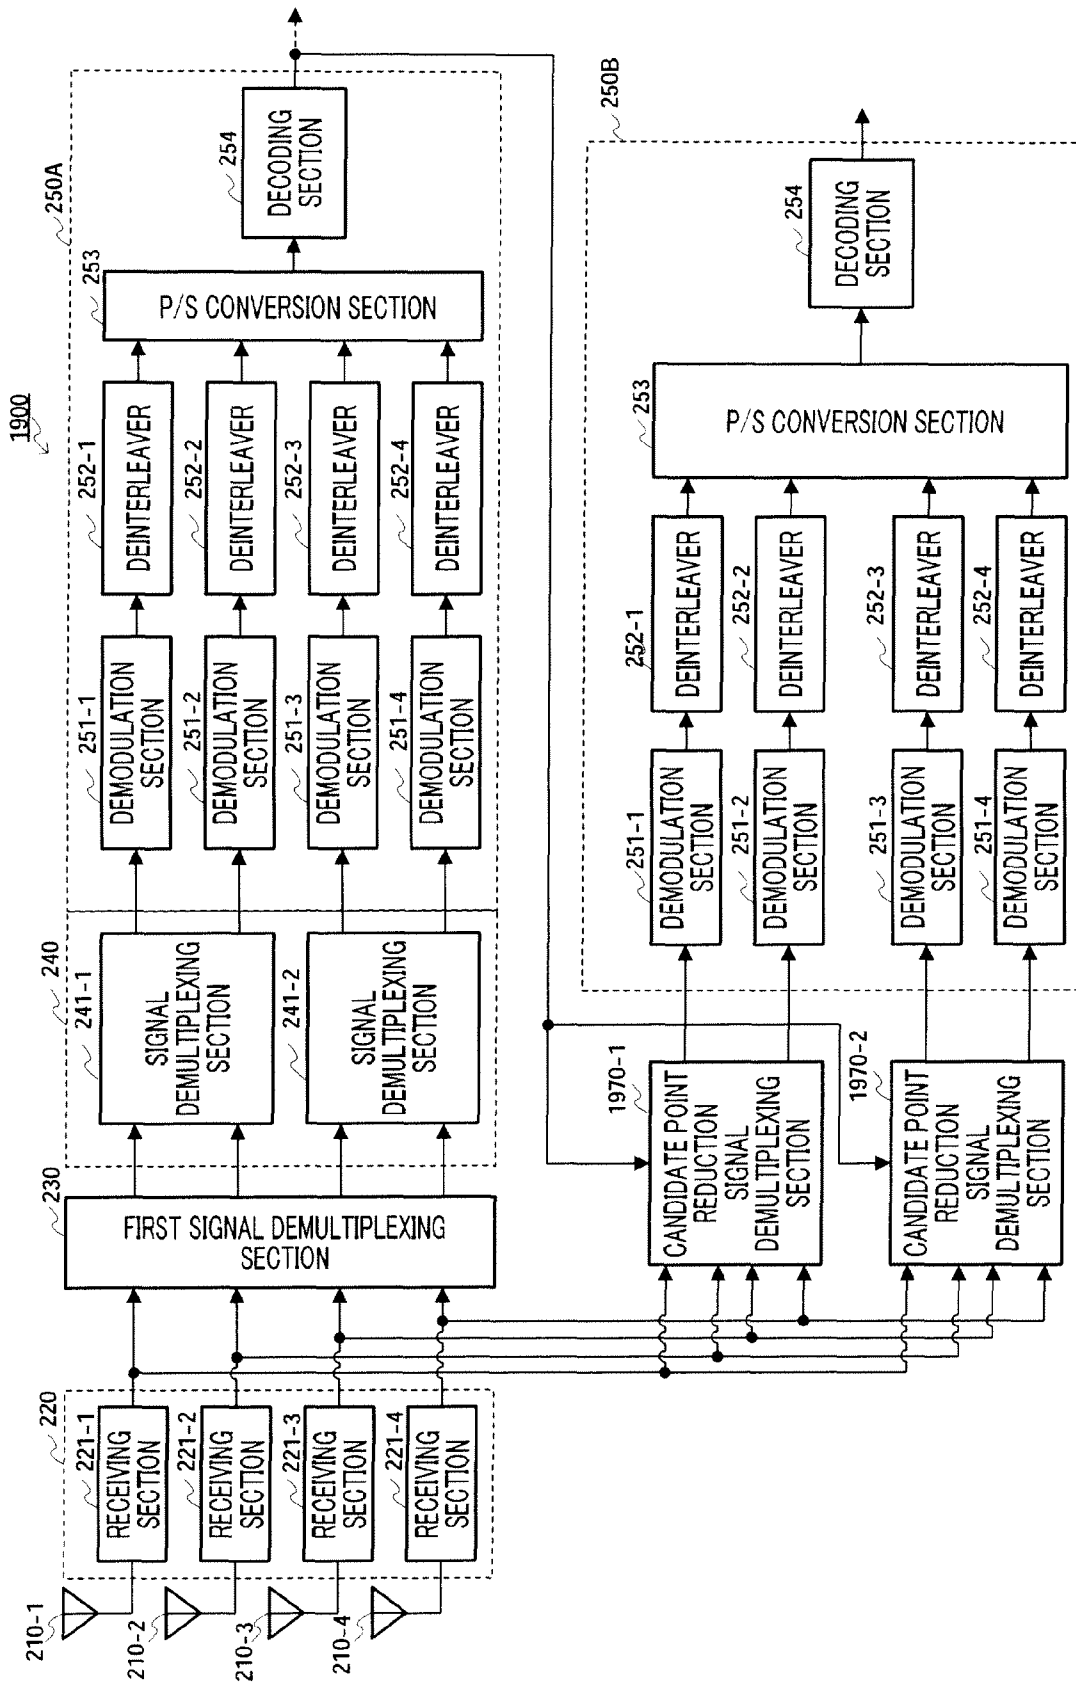 1900
210-1
210-2
210-3
210-4
220
221-1
RECEIVING
SECTION
221-2
RECEIVING
SECTION
221-3
RECEIVING
SECTION
221-4
RECEIVING
SECTION
230
FIRST SIGNAL DEMULTIPLEXING
SECTION
240
241-1
SIGNAL
DEMULTIPLEXING
SECTION
241-2
SIGNAL
DEMULTIPLEXING
SECTION
250A
251-1
DEMODULATION
SECTION
251-2
DEMODULATION
SECTION
251-3
DEMODULATION
SECTION
251-4
DEMODULATION
SECTION
252-1
DEINTERLEAVER
252-2
DEINTERLEAVER
252-3
DEINTERLEAVER
252-4
DEINTERLEAVER
253
P/S CONVERSION SECTION
254
DECODING
SECTION
1970-1
CANDIDATE POINT
REDUCTION
SIGNAL
DEMULTIPLEXING
SECTION
1970-2
CANDIDATE POINT
REDUCTION
SIGNAL
DEMULTIPLEXING
SECTION
250B
251-1
DEMODULATION
SECTION
251-2
DEMODULATION
SECTION
251-3
DEMODULATION
SECTION
251-4
DEMODULATION
SECTION
252-1
DEINTERLEAVER
252-2
DEINTERLEAVER
252-3
DEINTERLEAVER
252-4
DEINTERLEAVER
253
P/S CONVERSION SECTION
254
DECODING
SECTION